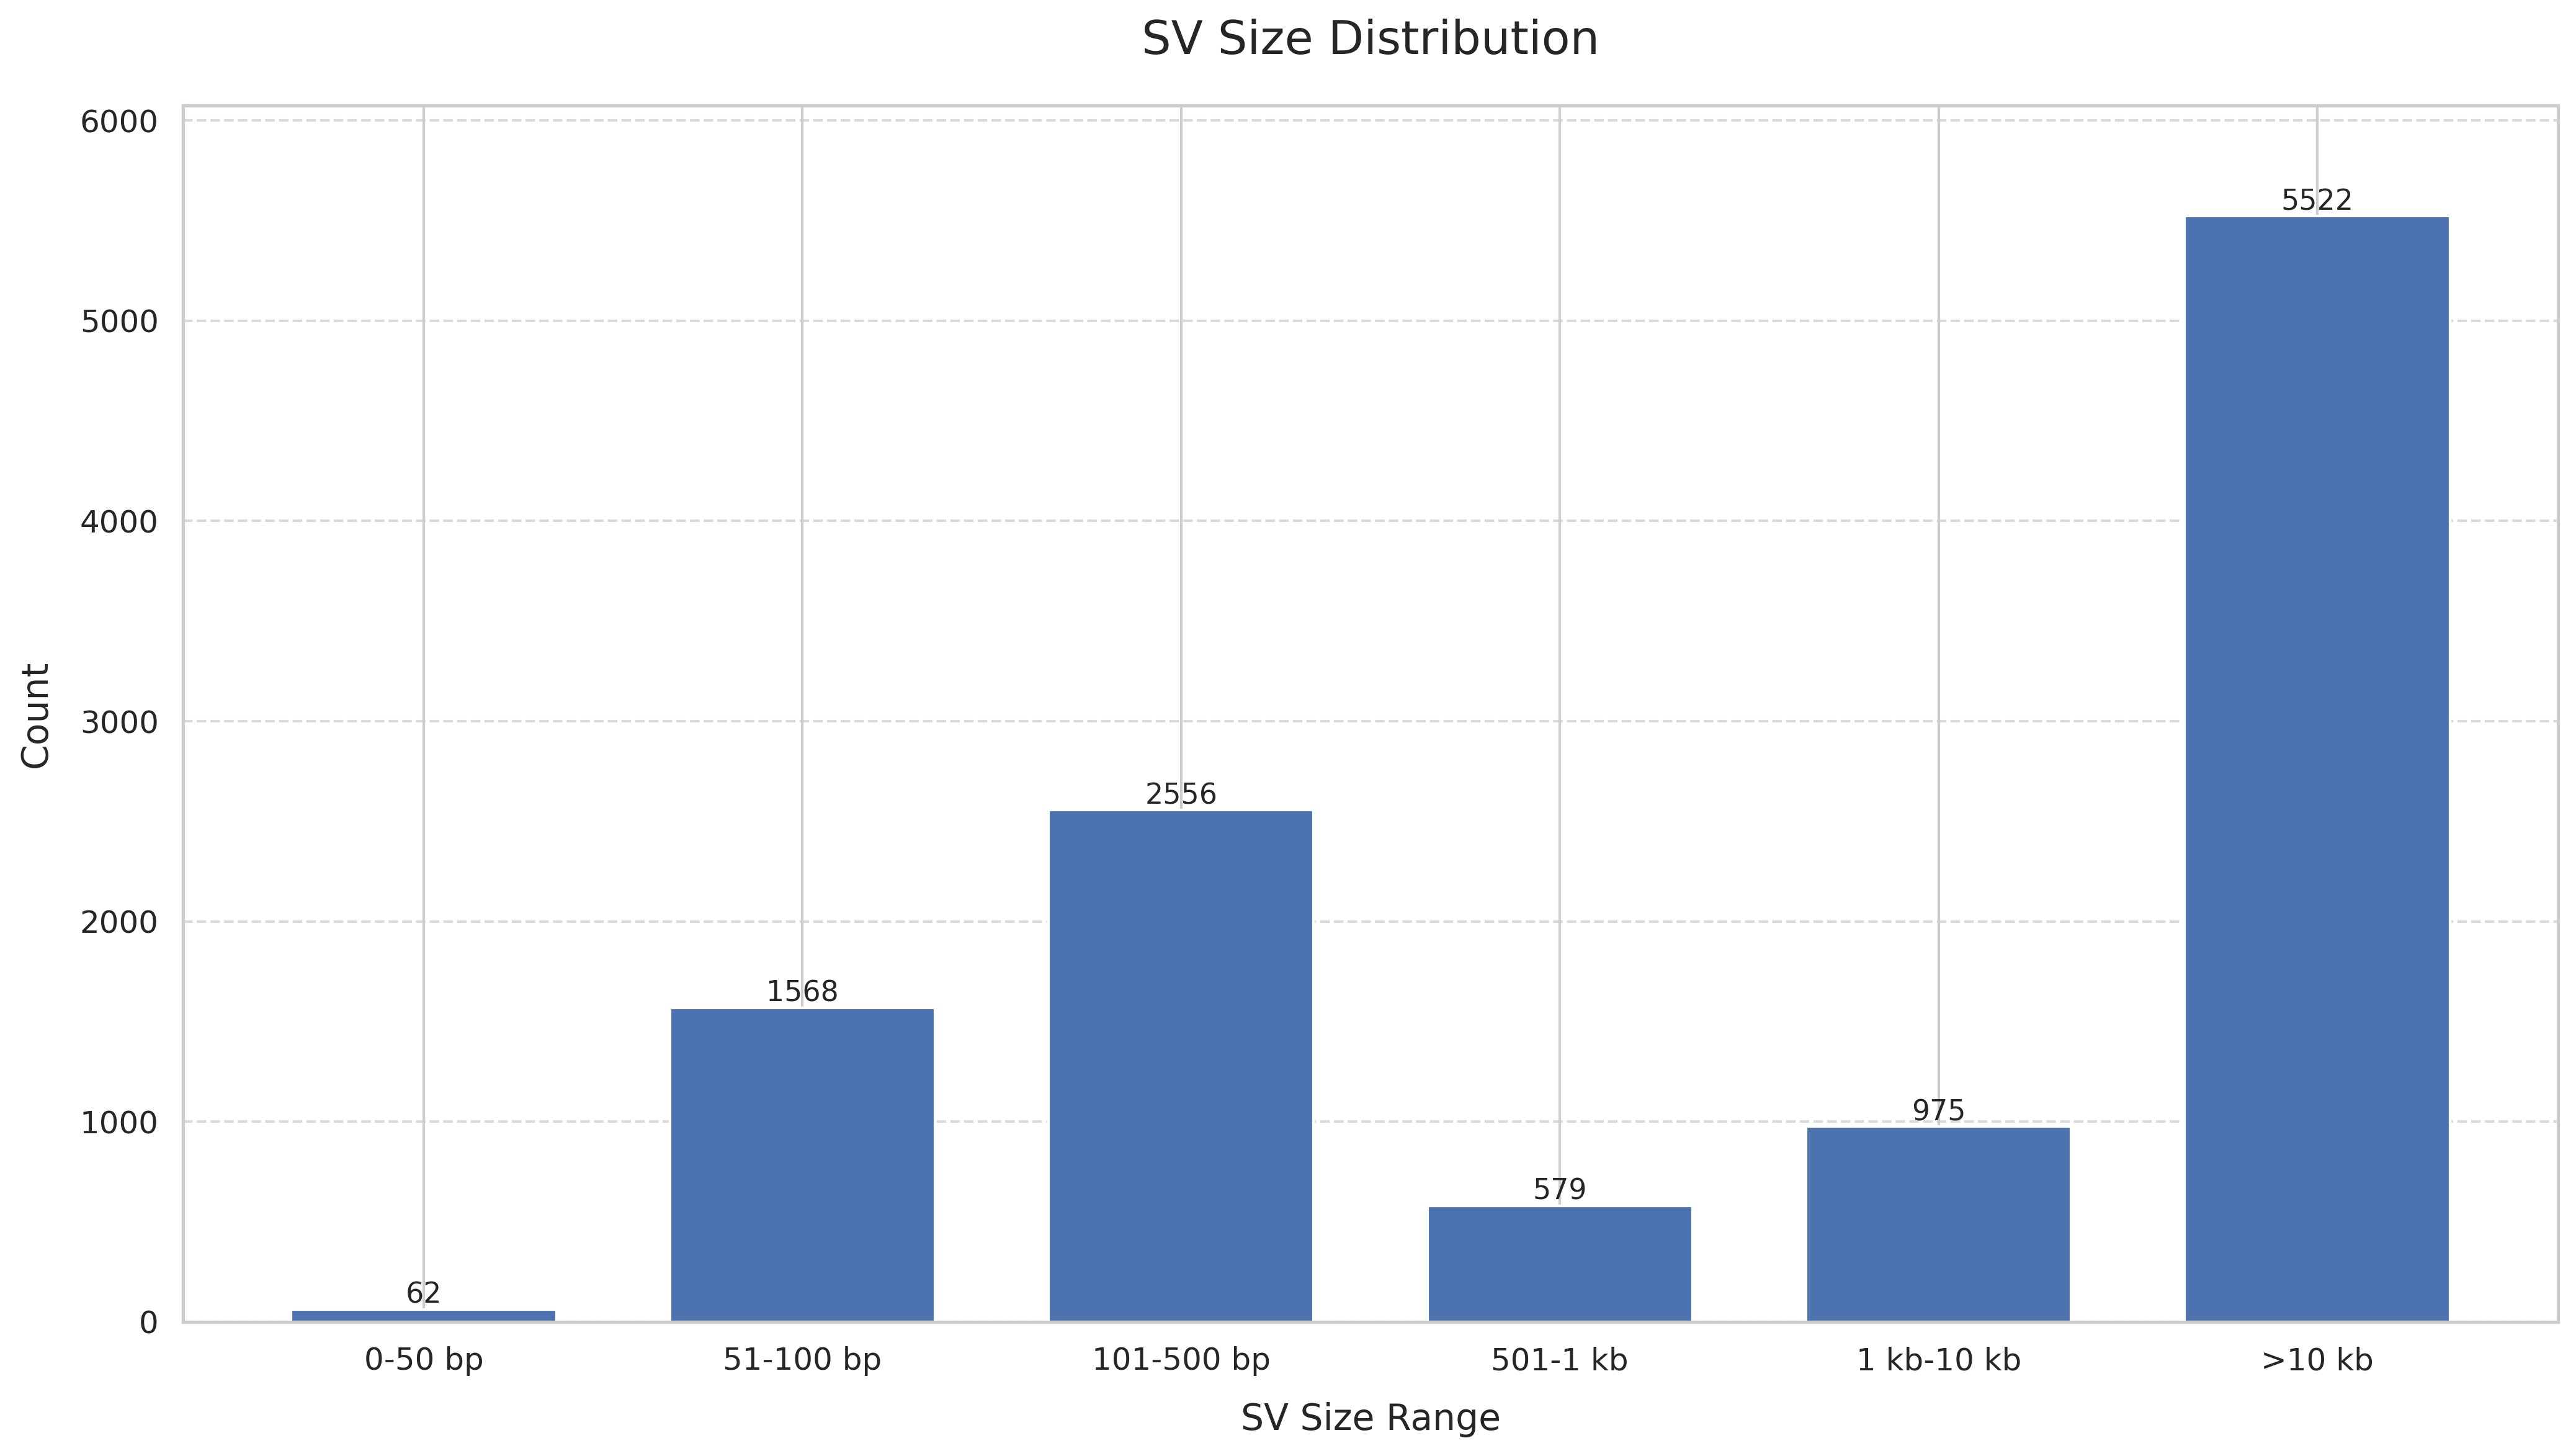 SV Size Distribution
6000
5000
4000
3000
2000
1000
0
Count
62
1568
2556
579
975
5522
0-50 bp
51-100 bp
101-500 bp
501-1 kb
1 kb-10 kb
>10 kb
SV Size Range